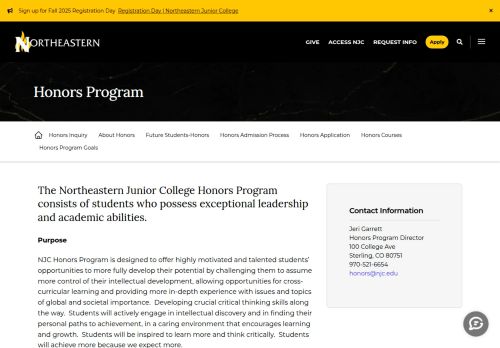 Sign up for Fall 2025 Registration Day Registration Day | Northeastern Junior College ×
NORTHEASTERN GIVE ACCESS NJC REQUEST INFO Apply
Honors Program
Honors Inquiry About Honors Future Students-Honors Honors Admission Process Honors Application Honors Courses
Honors Program Goals
The Northeastern Junior College Honors Program
consists of students who possess exceptional leadership
and academic abilities.
Purpose
NJC Honors Program is designed to offer highly motivated and talented students'
opportunities to more fully develop their potential by challenging them to assume
more control of their intellectual development, allowing opportunities for cross-
curricular learning and providing more in-depth experience with issues and topics
of global and societal importance. Developing crucial critical thinking skills along
the way. Students will actively engage in intellectual discovery and in finding their
personal paths to achievement, in a caring environment that encourages learning
and growth. Students will be inspired to learn more and think critically. Students
will achieve more because we expect more.
Contact Information
Jeri Garrett
Honors Program Director
100 College Ave
Sterling, CO 80751
970-521-6654
honors@njc.edu